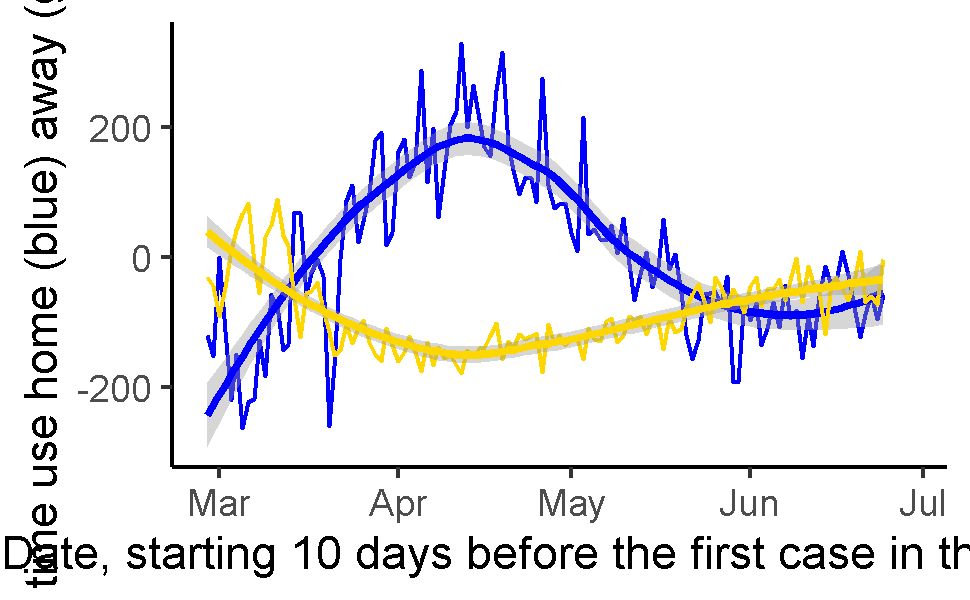 time use home (blue) away (
200
0
-200
Mar Apr May Jun Jul
Date, starting 10 days before the first case in th